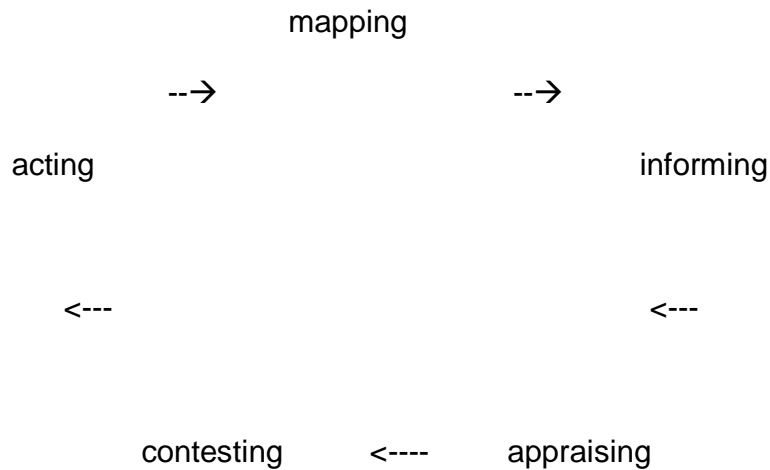 mapping
--→ --→
acting informing
<--- <---
contesting <---- appraising